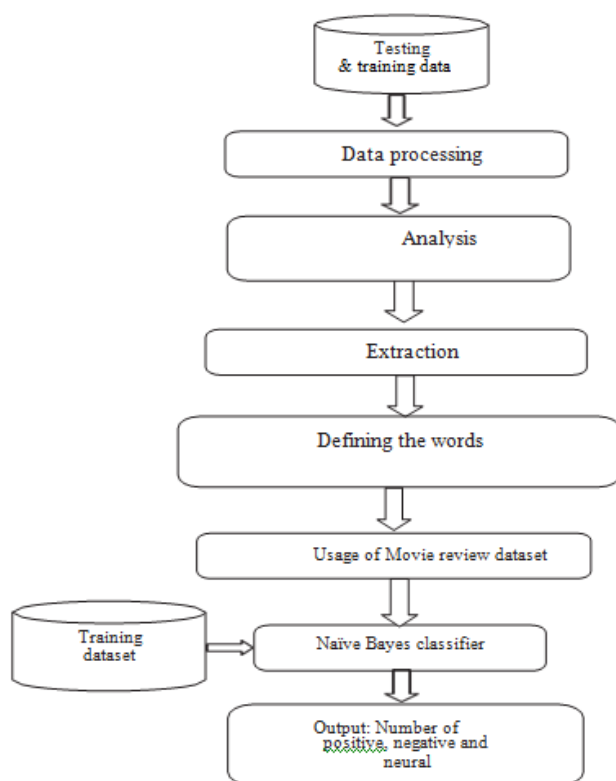 Testing
& training data
Data processing
Analysis
Extraction
Defining the words
Usage of Movie review dataset
Training
dataset
Naïve Bayes classifier
Output: Number of
positive, negative and
neural